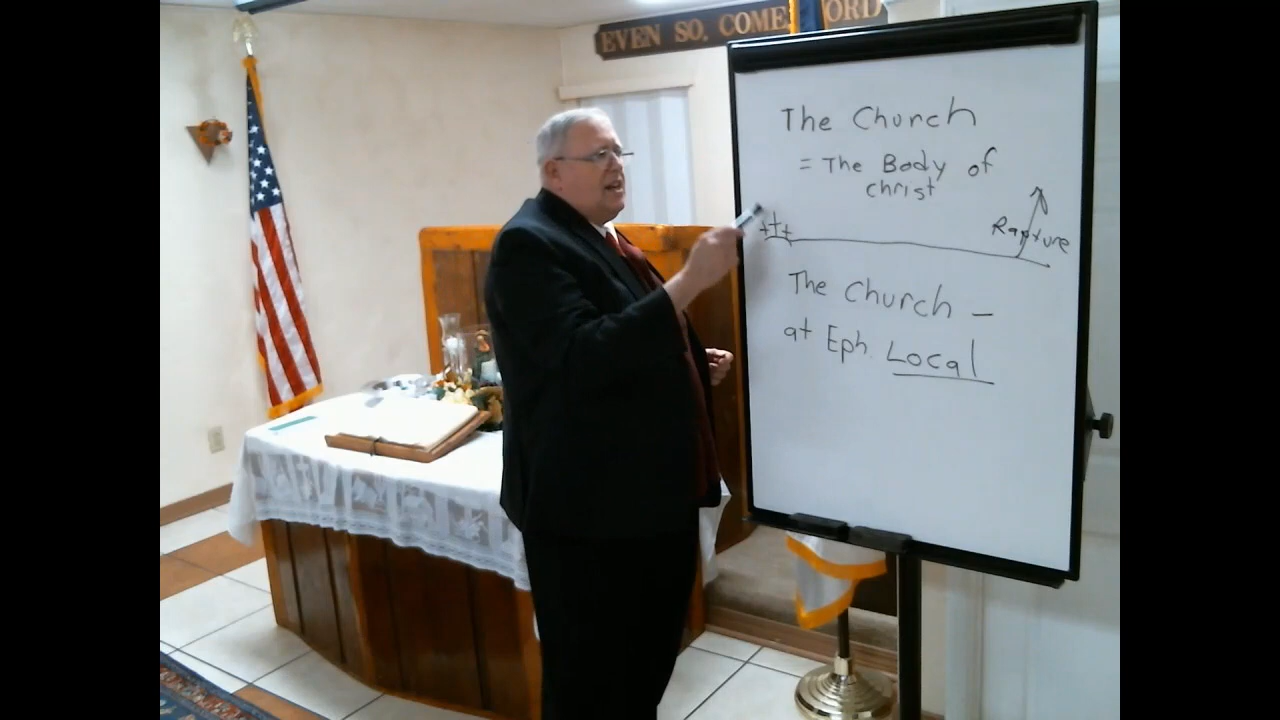 EVEN SO, COME ORD
The Church
= The Body of
christ
Rapture
The Church -
at Eph. Local